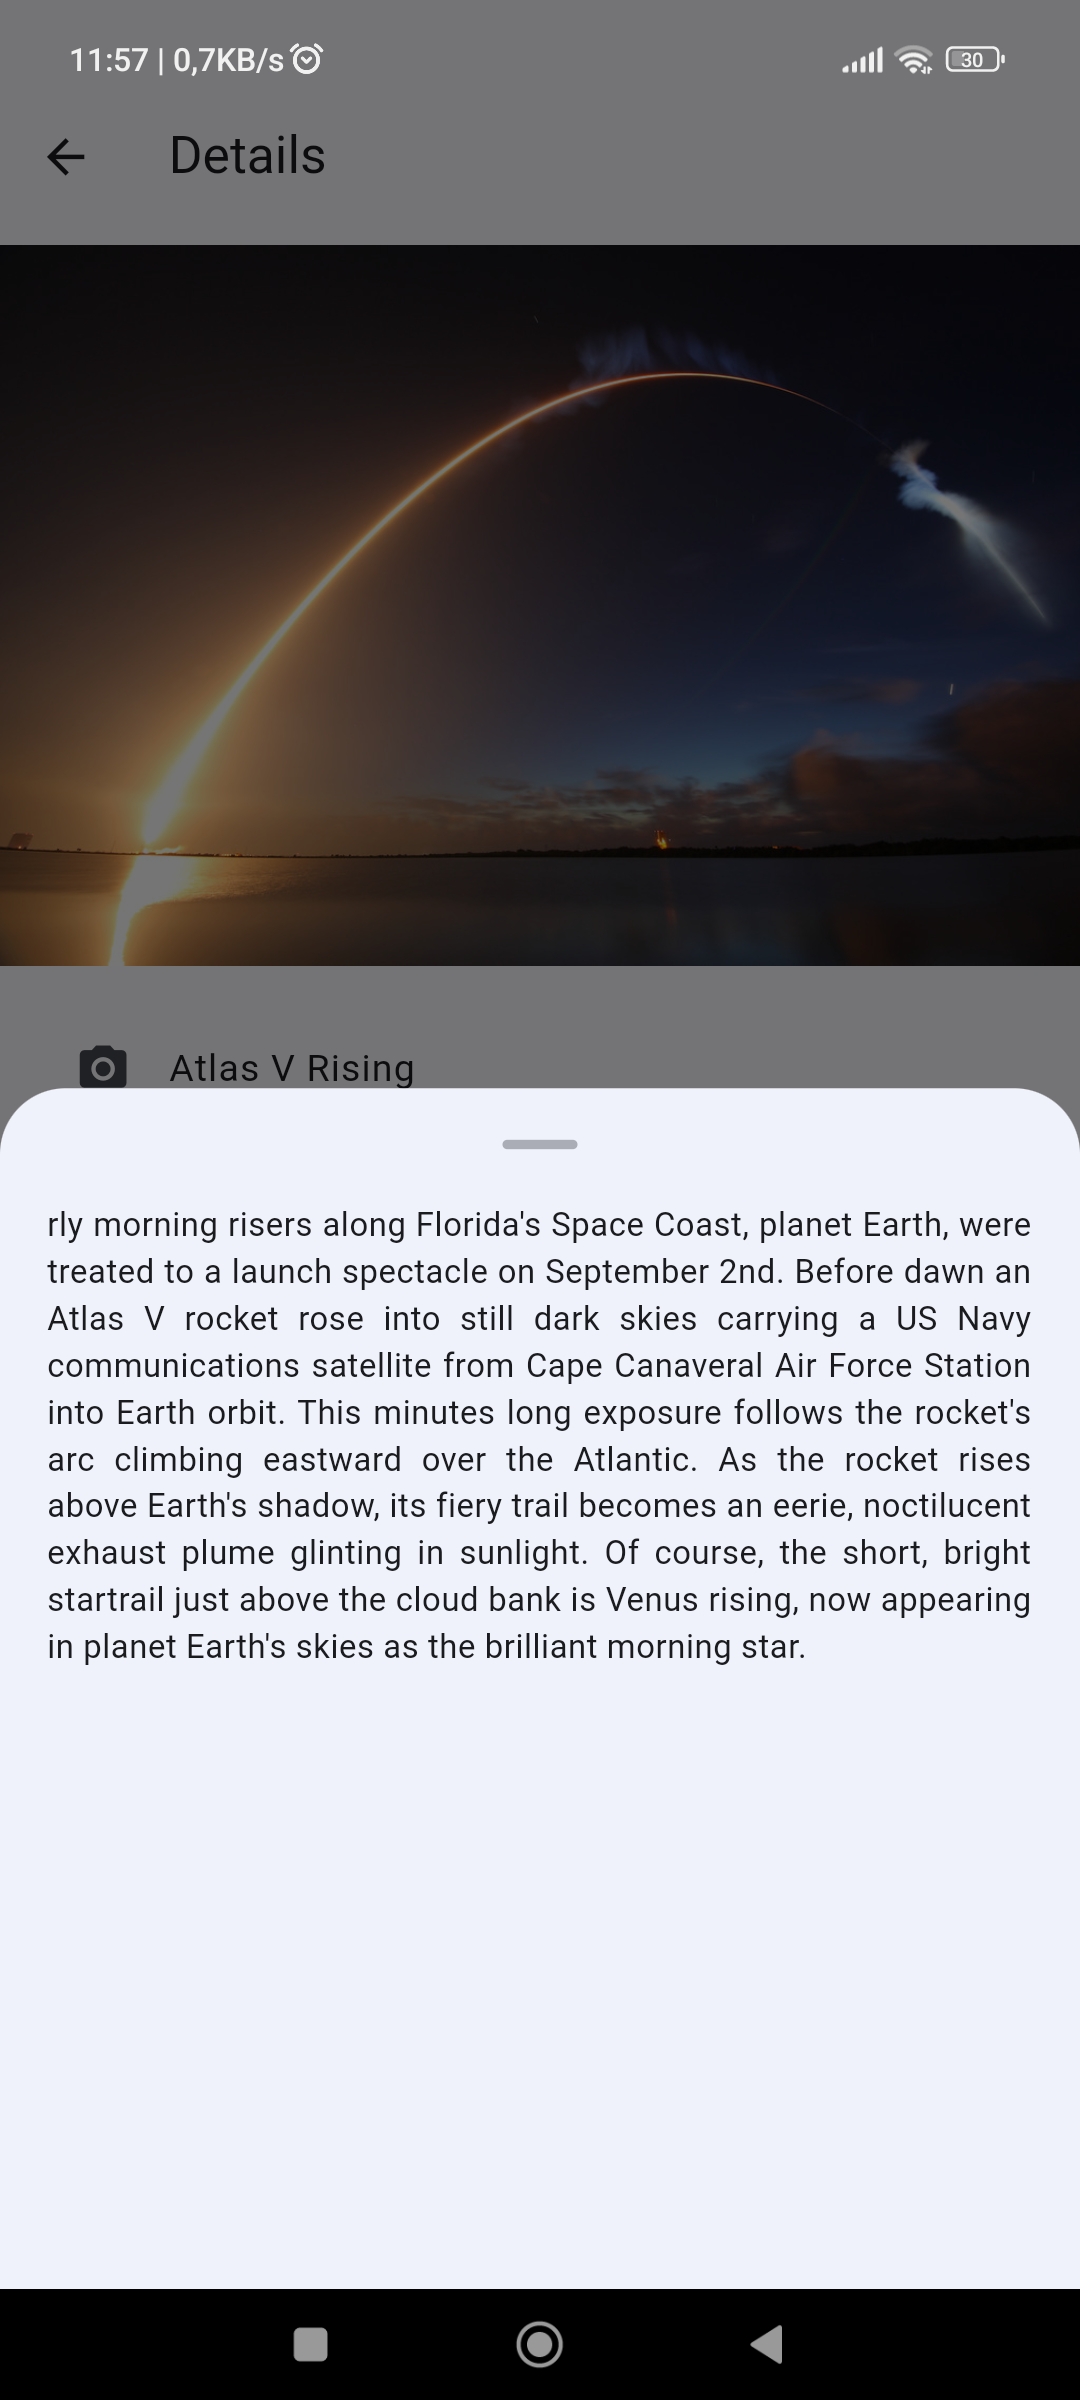 11:57 | 0,7KB/s
30
Details
Atlas V Rising
rly morning risers along Florida's Space Coast, planet Earth, were
treated to a launch spectacle on September 2nd. Before dawn an
Atlas V rocket rose into still dark skies carrying a US Navy
communications satellite from Cape Canaveral Air Force Station
into Earth orbit. This minutes long exposure follows the rocket's
arc climbing eastward over the Atlantic. As the rocket rises
above Earth's shadow, its fiery trail becomes an eerie, noctilucent
exhaust plume glinting in sunlight. Of course, the short, bright
startrail just above the cloud bank is Venus rising, now appearing
in planet Earth's skies as the brilliant morning star.